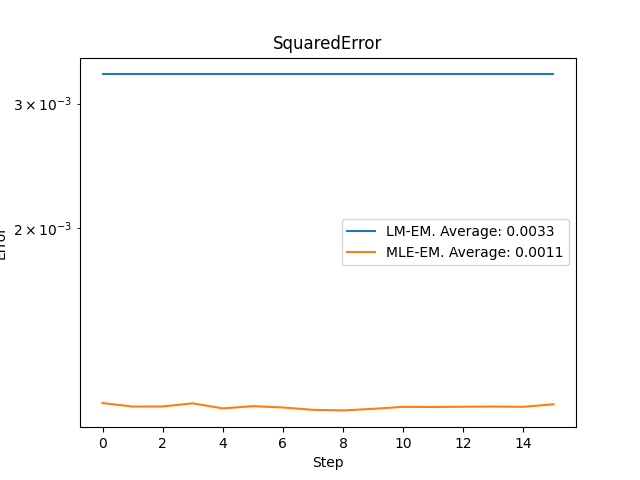 SquaredError
3 × 10⁻³
2 × 10⁻³
Error
LM-EM. Average: 0.0033
MLE-EM. Average: 0.0011
0 2 4 6 8 10 12 14
Step